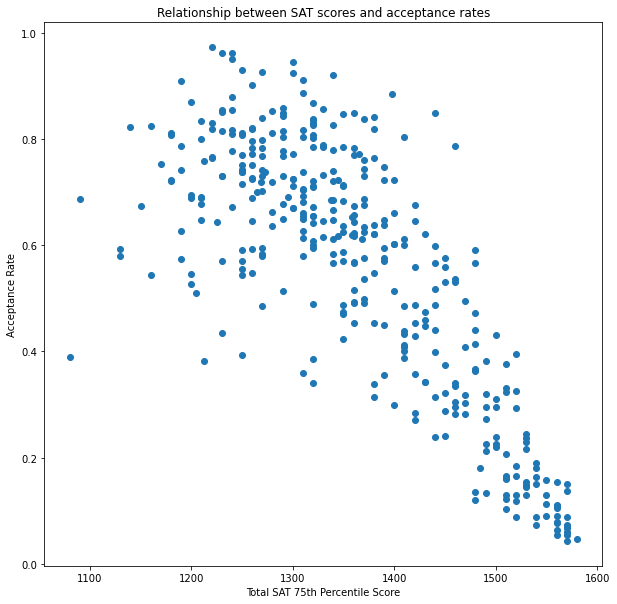 Relationship between SAT scores and acceptance rates
1.0
0.8
0.6
0.4
0.2
0.0
Acceptance Rate
1100 1200 1300 1400 1500 1600
Total SAT 75th Percentile Score